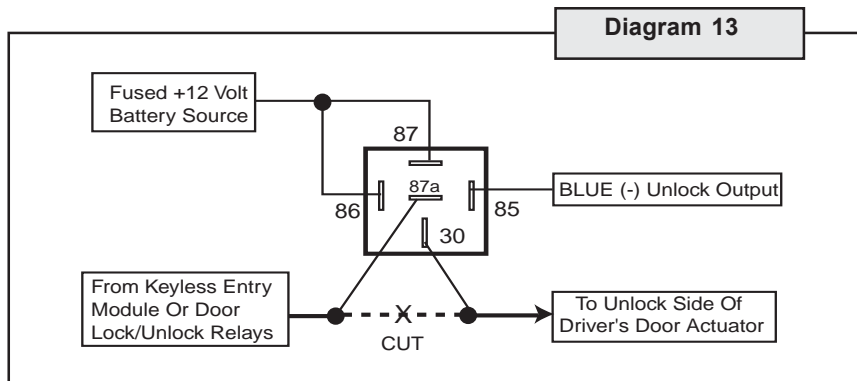 Diagram 13
Fused +12 Volt
Battery Source
87
87a
86
85
BLUE (-) Unlock Output
30
From Keyless Entry
Module Or Door
Lock/Unlock Relays
X
CUT
To Unlock Side Of
Driver's Door Actuator